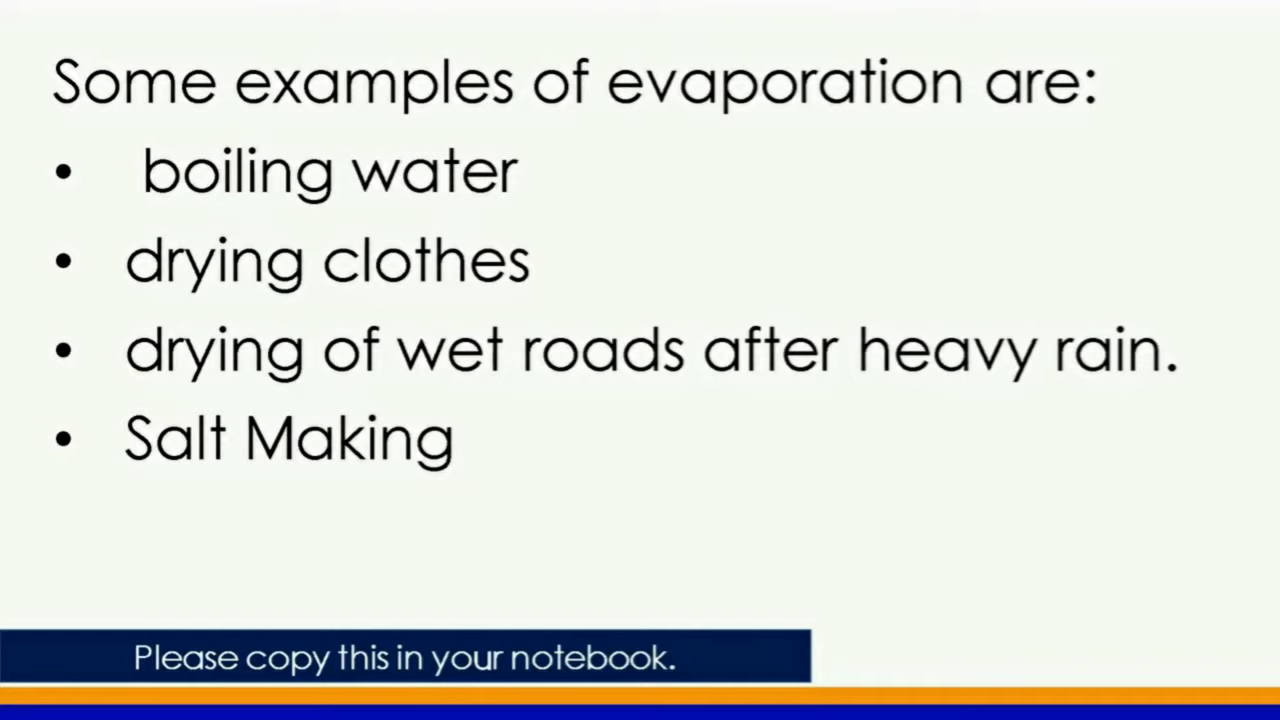 Some examples of evaporation are:
• boiling water
• drying clothes
• drying of wet roads after heavy rain.
• Salt Making
Please copy this in your notebook.